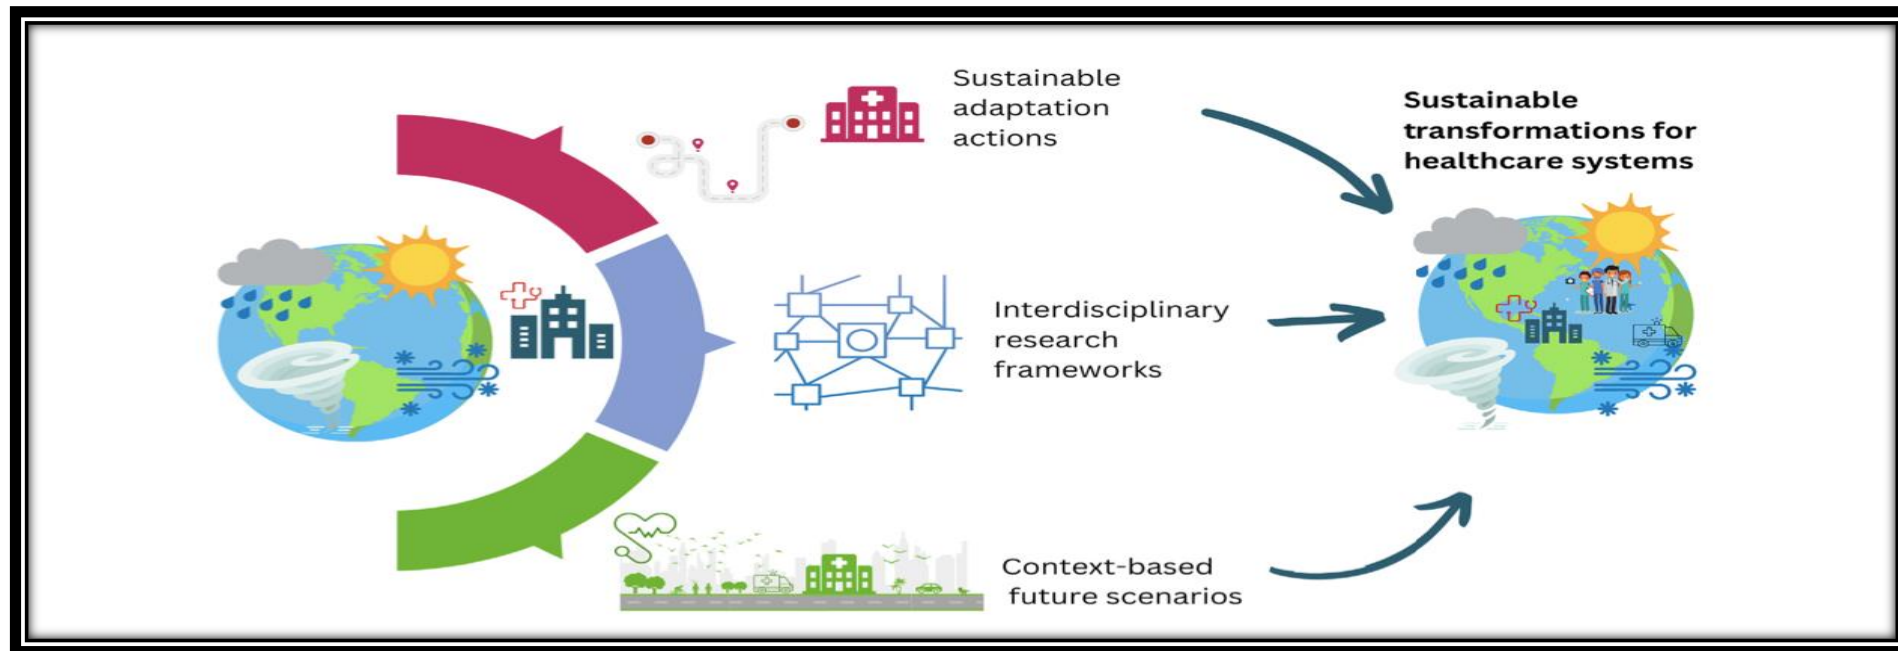 Sustainable
adaptation
actions
Sustainable
transformations for
healthcare systems
Interdisciplinary
research
frameworks
Context-based
future scenarios